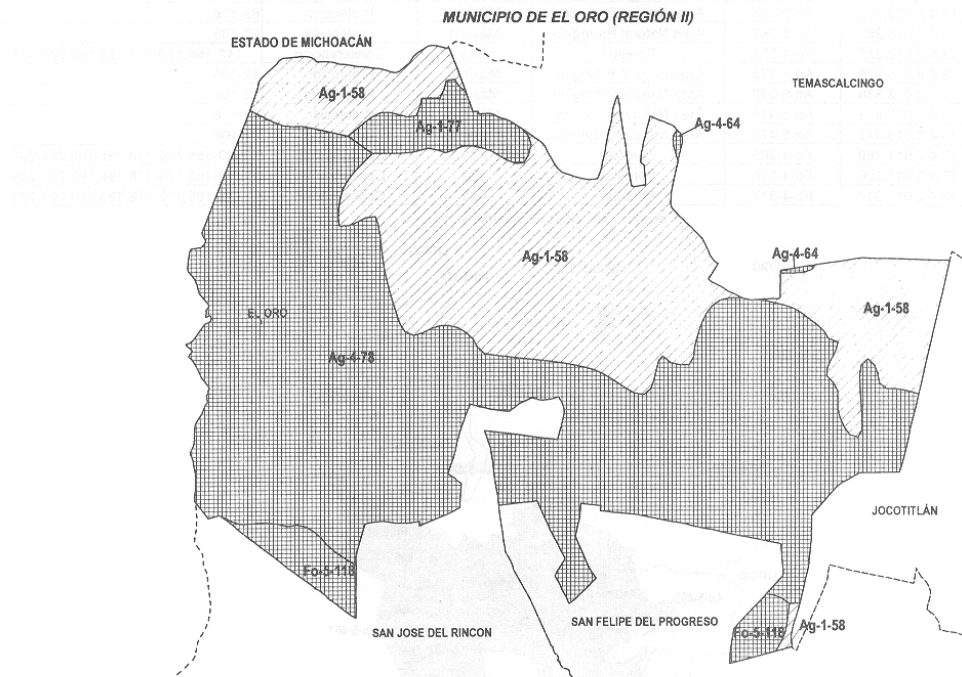 MUNICIPIO DE EL ORO (REGIÓN II)
ESTADO DE MICHOACÁN
TEMASCALCINGO
Ag-1-58
Ag-1-77
Ag-4-64
Ag-1-58
Ag-4-64
Ag-1-58
EL ORO
Ag-4-78
JOCOTITLÁN
Fo-5-118
SAN JOSE DEL RINCON
SAN FELIPE DEL PROGRESO
Fo-5-118
Ag-1-58